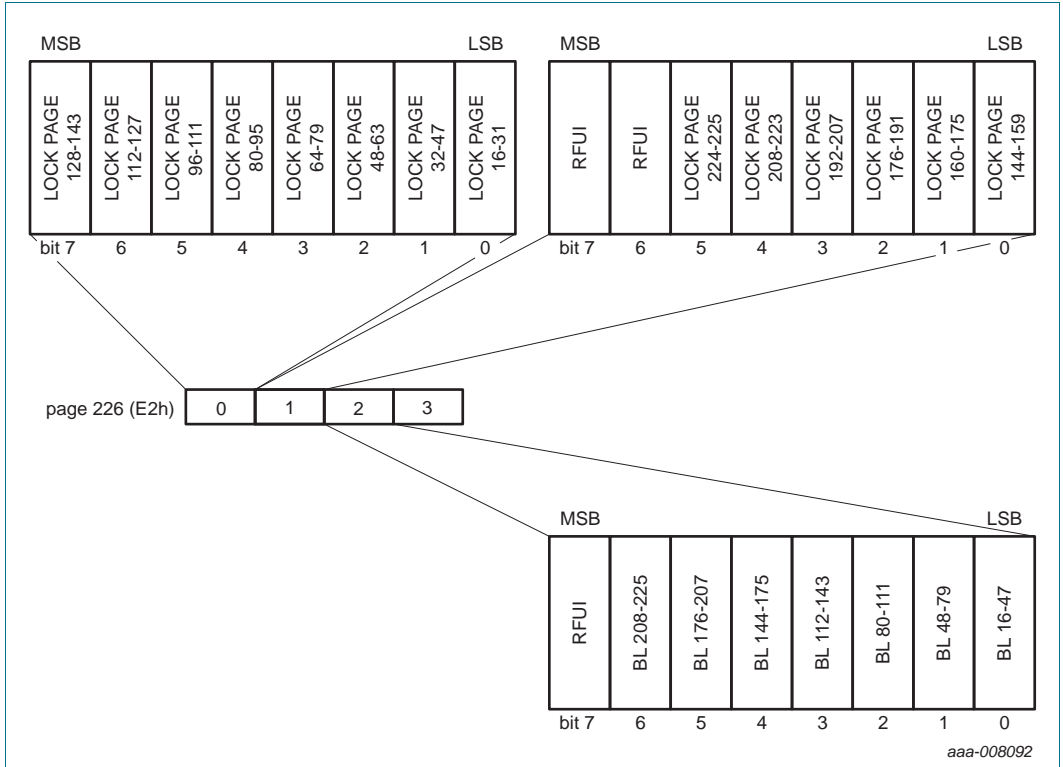 MSB
LSB
LOCK PAGE
128-143
LOCK PAGE
112-127
LOCK PAGE
96-111
LOCK PAGE
80-95
LOCK PAGE
64-79
LOCK PAGE
48-63
LOCK PAGE
32-47
LOCK PAGE
16-31
bit 7
6
5
4
3
2
1
0
MSB
LSB
RFUI
RFUI
LOCK PAGE
224-225
LOCK PAGE
208-223
LOCK PAGE
192-207
LOCK PAGE
176-191
LOCK PAGE
160-175
LOCK PAGE
144-159
bit 7
6
5
4
3
2
1
0
page 226 (E2h)
0
1
2
3
MSB
LSB
RFUI
BL 208-225
BL 176-207
BL 144-175
BL 112-143
BL 80-111
BL 48-79
BL 16-47
bit 7
6
5
4
3
2
1
0
aaa-008092